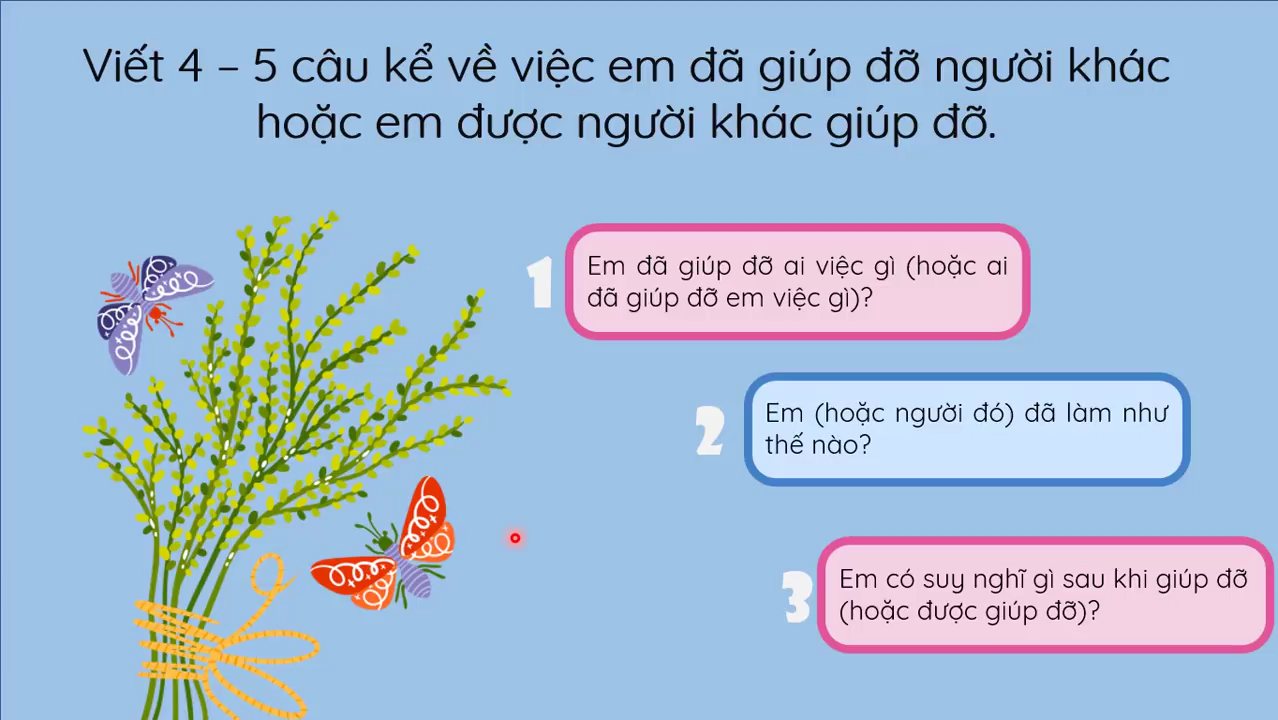 Viết 4 – 5 câu kể về việc em đã giúp đỡ người khác
hoặc em được người khác giúp đỡ.
1
Em đã giúp đỡ ai việc gì (hoặc ai
đã giúp đỡ em việc gì)?
2
Em (hoặc người đó) đã làm như
thế nào?
3
Em có suy nghĩ gì sau khi giúp đỡ
(hoặc được giúp đỡ)?